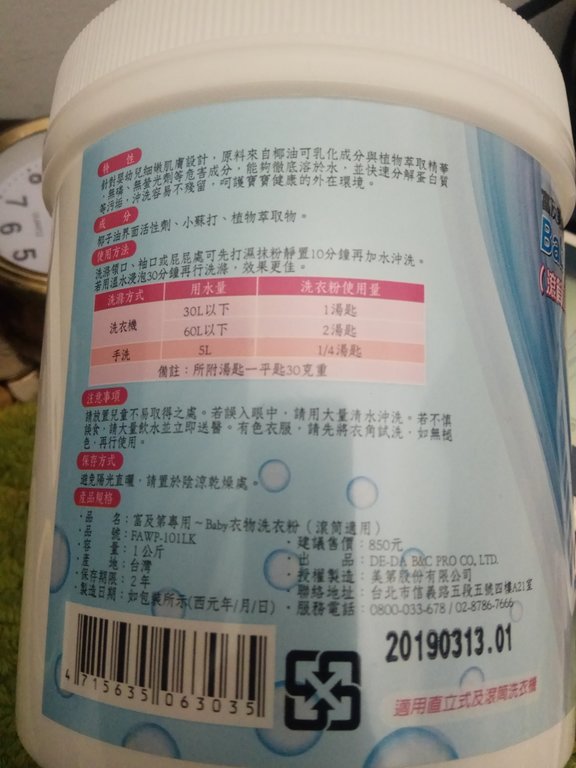 特性
針對嬰幼兒細嫩肌膚設計，原料來自椰油可乳化成分與植物萃取精華
，無磷、無螢光劑等危害成分，能夠徹底溶於水，並快速分解蛋白質
等污垢，沖洗容易不殘留，呵護寶寶健康的外在環境。
成分
椰子油界面活性劑、小蘇打、植物萃取物。
使用方法
洗滌領口、袖口或屁屁處可先打濕抹粉靜置10分鐘再加水沖洗。
若用溫水浸泡30分鐘再行洗滌，效果更佳。
洗滌方式 用水量 洗衣粉使用量
洗衣機 30L以下 1湯匙
60L以下 2湯匙
手洗 5L 1/4湯匙
備註：所附湯匙一平匙30克重
注意事項
請放置兒童不易取得之處。若誤入眼中，請用大量清水沖洗。若不慎
誤食，請大量飲水並立即送醫。有色衣服，請先將衣角試洗，如無褪
色，再行使用。
保存方式
避免陽光直曬，請置於陰涼乾燥處。
產品規格
・品名：富及第專用～Baby衣物洗衣粉（滾筒適用）
・品號：FAWP-101LK
・容量：1公斤
・產地：台灣
・保存期限：2年
・製造日期：如包裝所示(西元年/月/日)
・建議售價：850元
・出品：DE-DA B&C PRO CO, LTD.
・授權製造：美第股份有限公司
・聯絡地址：台北市信義路五段五號四樓A21室
・服務電話：0800-033-678 / 02-8786-7666
20190313.01
4 715635 063035
適用直立式及滾筒洗衣機
Ba
7
6
5